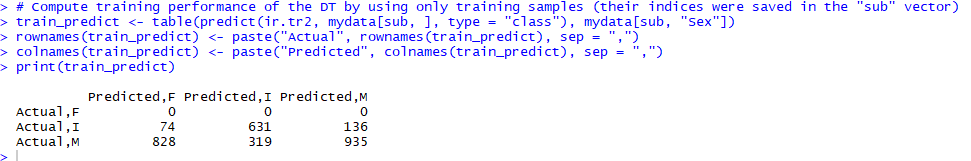 > # Compute training performance of the DT by using only training samples (their indices were saved in the "sub" vector)
> train_predict <- table(predict(ir.tr2, mydata[sub, ], type = "class"), mydata[sub, "Sex"])
> rownames(train_predict) <- paste("Actual", rownames(train_predict), sep = ",")
> colnames(train_predict) <- paste("Predicted", colnames(train_predict), sep = ",")
> print(train_predict)
Predicted,F Predicted,I Predicted,M
Actual,F 0 0 0
Actual,I 74 631 136
Actual,M 828 319 935
>